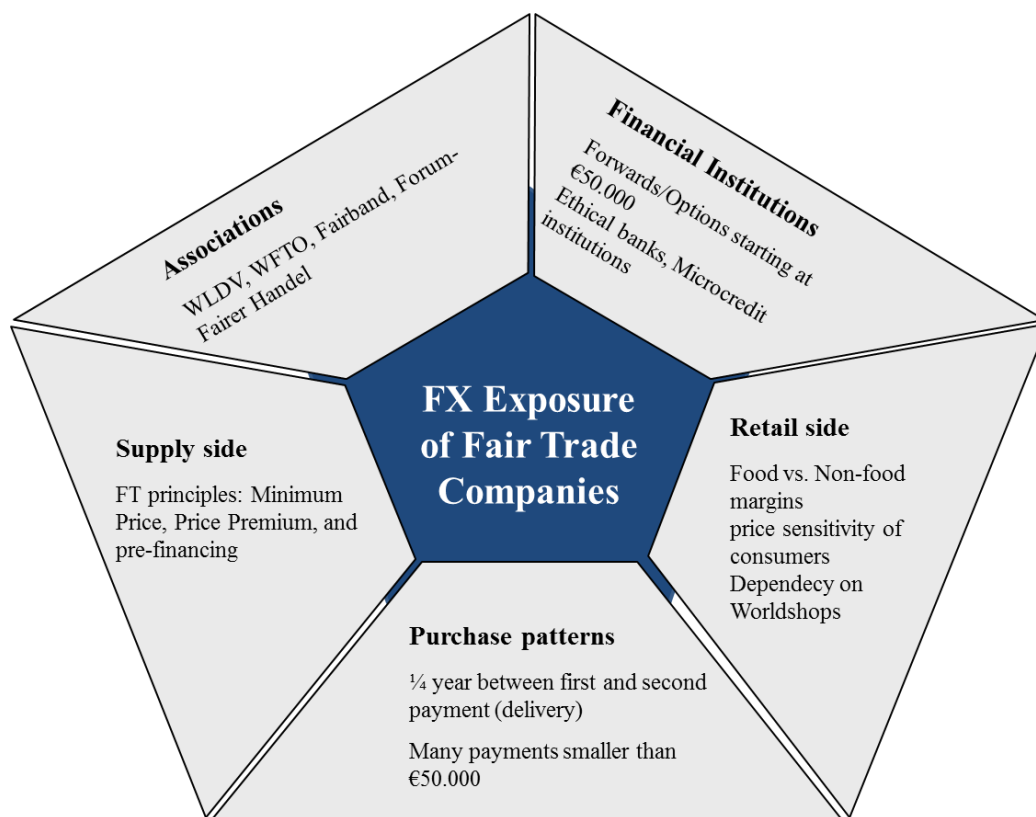 Associations
WLDV, WFTO, Fairband, Forum-
Fairer Handel
Financial Institutions
Forwards/Options starting at
€50.000
Ethical banks, Microcredit
institutions
FX Exposure
of Fair Trade
Companies
Supply side
FT principles: Minimum
Price, Price Premium, and
pre-financing
Retail side
Food vs. Non-food
margins
price sensitivity of
consumers
Dependecy on
Worldshops
Purchase patterns
¼ year between first and second
payment (delivery)
Many payments smaller than
€50.000